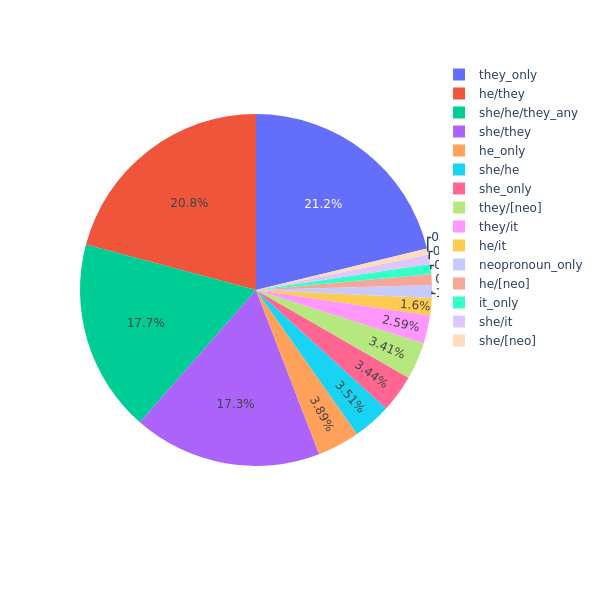 they_only
he/they
she/he/they_any
she/they
he_only
she/he
she_only
they/[neo]
they/it
he/it
neopronoun_only
he/[neo]
it_only
she/it
she/[neo]
21.2%
20.8%
17.7%
17.3%
3.89%
3.51%
3.44%
3.41%
2.59%
1.6%